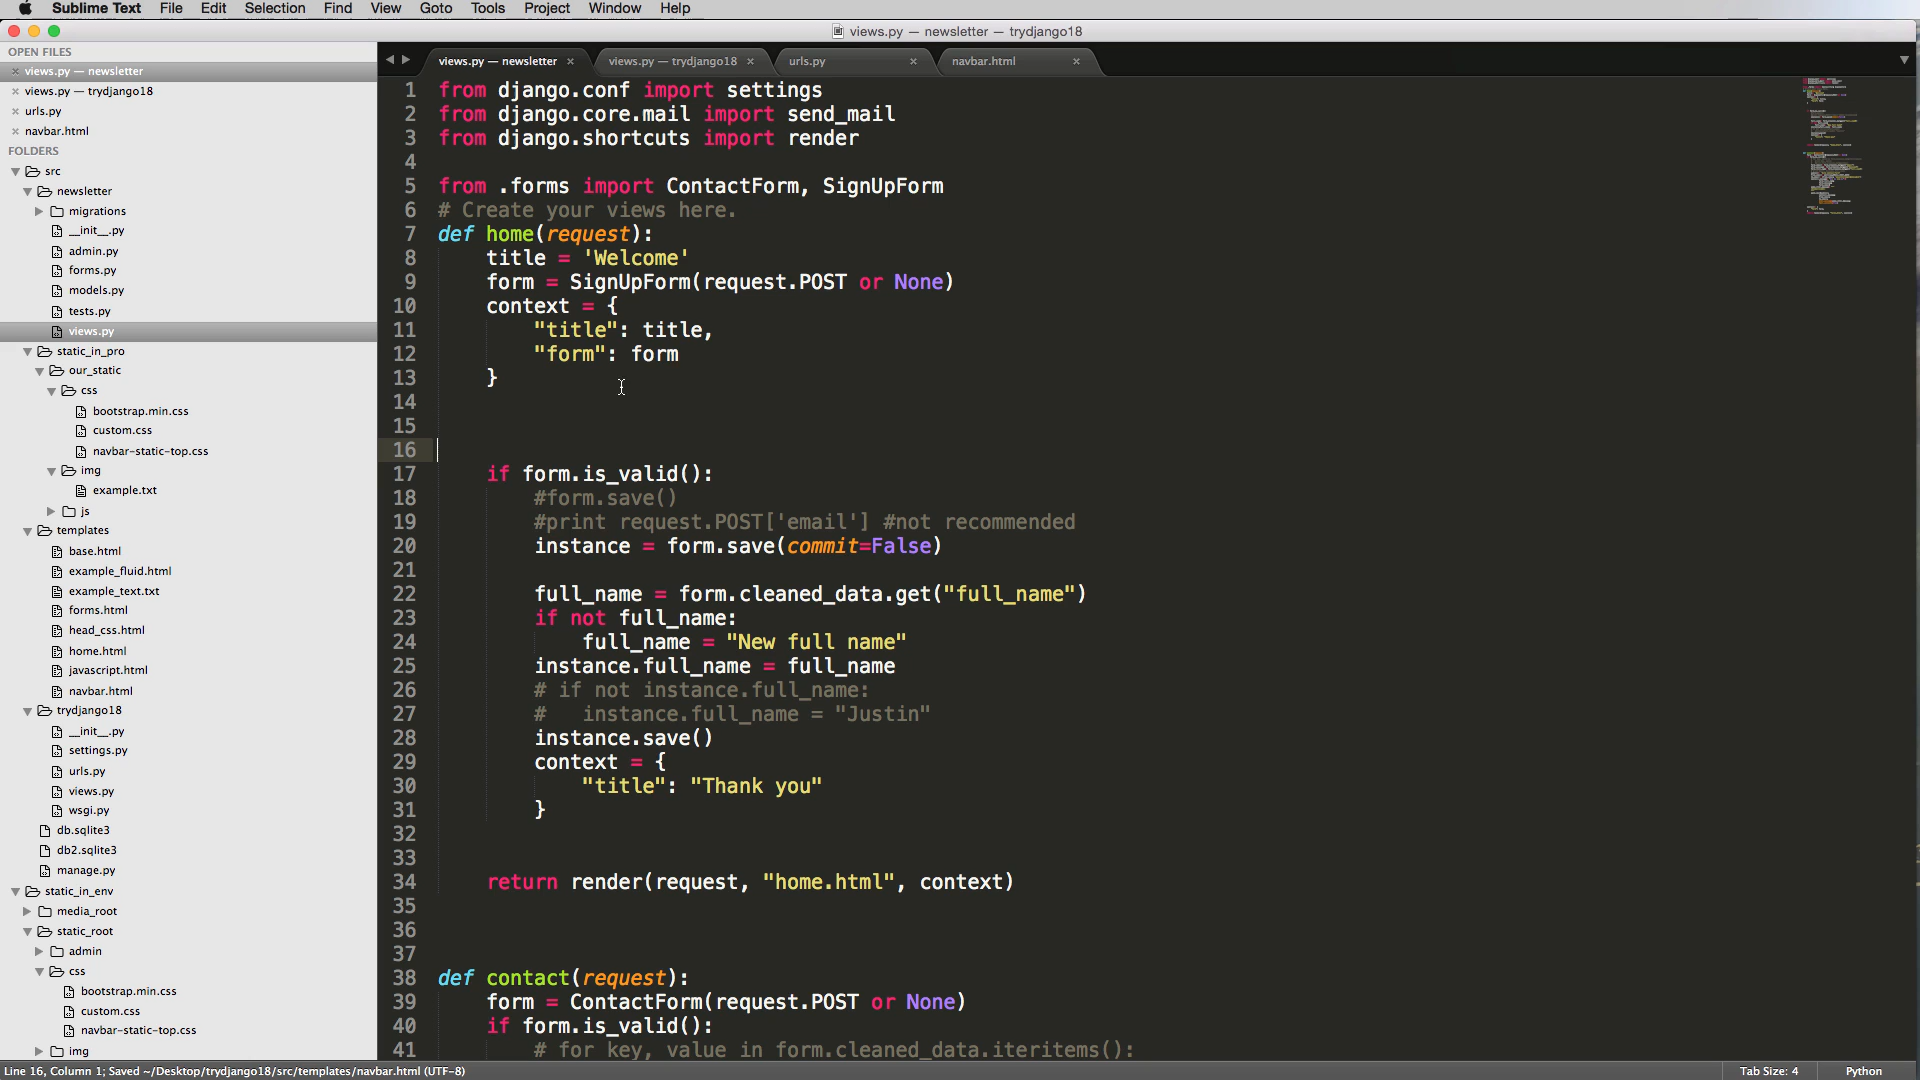 Sublime Text File Edit Selection Find View Goto Tools Project Window Help
views.py — newsletter — trydjango18
OPEN FILES
views.py — newsletter
views.py — trydjango18
urls.py
navbar.html
FOLDERS
src
newsletter
migrations
__init__.py
admin.py
forms.py
models.py
tests.py
views.py
static_in_pro
our_static
css
bootstrap.min.css
custom.css
navbar-static-top.css
img
example.txt
js
templates
base.html
example_fluid.html
example_text.txt
forms.html
head_css.html
home.html
javascript.html
navbar.html
trydjango18
__init__.py
settings.py
urls.py
views.py
wsgi.py
db.sqlite3
db2.sqlite3
manage.py
static_in_env
media_root
static_root
admin
css
bootstrap.min.css
custom.css
navbar-static-top.css
img
views.py — newsletter views.py — trydjango18 urls.py navbar.html
1 from django.conf import settings
2 from django.core.mail import send_mail
3 from django.shortcuts import render
4
5 from .forms import ContactForm, SignUpForm
6 # Create your views here.
7 def home(request):
8 title = 'Welcome'
9 form = SignUpForm(request.POST or None)
10 context = {
11 "title": title,
12 "form": form
13 }
14
15
16
17 if form.is_valid():
18 #form.save()
19 #print request.POST['email'] #not recommended
20 instance = form.save(commit=False)
21
22 full_name = form.cleaned_data.get("full_name")
23 if not full_name:
24 full_name = "New full name"
25 instance.full_name = full_name
26 # if not instance.full_name:
27 # instance.full_name = "Justin"
28 instance.save()
29 context = {
30 "title": "Thank you"
31 }
32
33
34 return render(request, "home.html", context)
35
36
37
38 def contact(request):
39 form = ContactForm(request.POST or None)
40 if form.is_valid():
41 # for key, value in form.cleaned_data.iteritems():
Line 16, Column 1; Saved ~/Desktop/trydjango18/src/templates/navbar.html (UTF-8) Tab Size: 4 Python